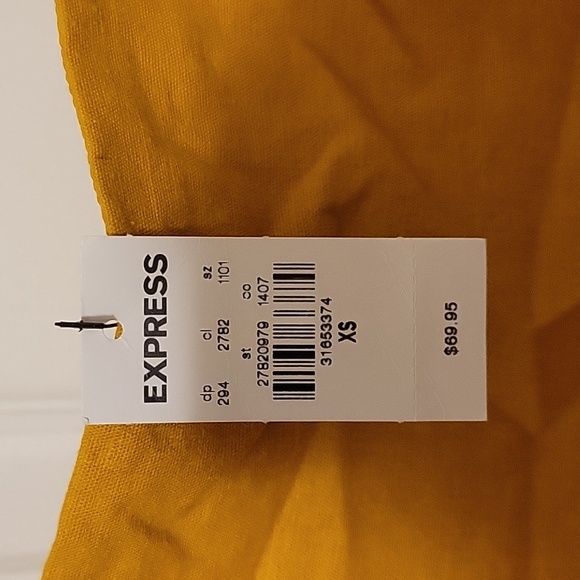 EXPRESS
dp cl sz
294 2782 1101
st co
27820979 1407
31653374
XS
$69.95